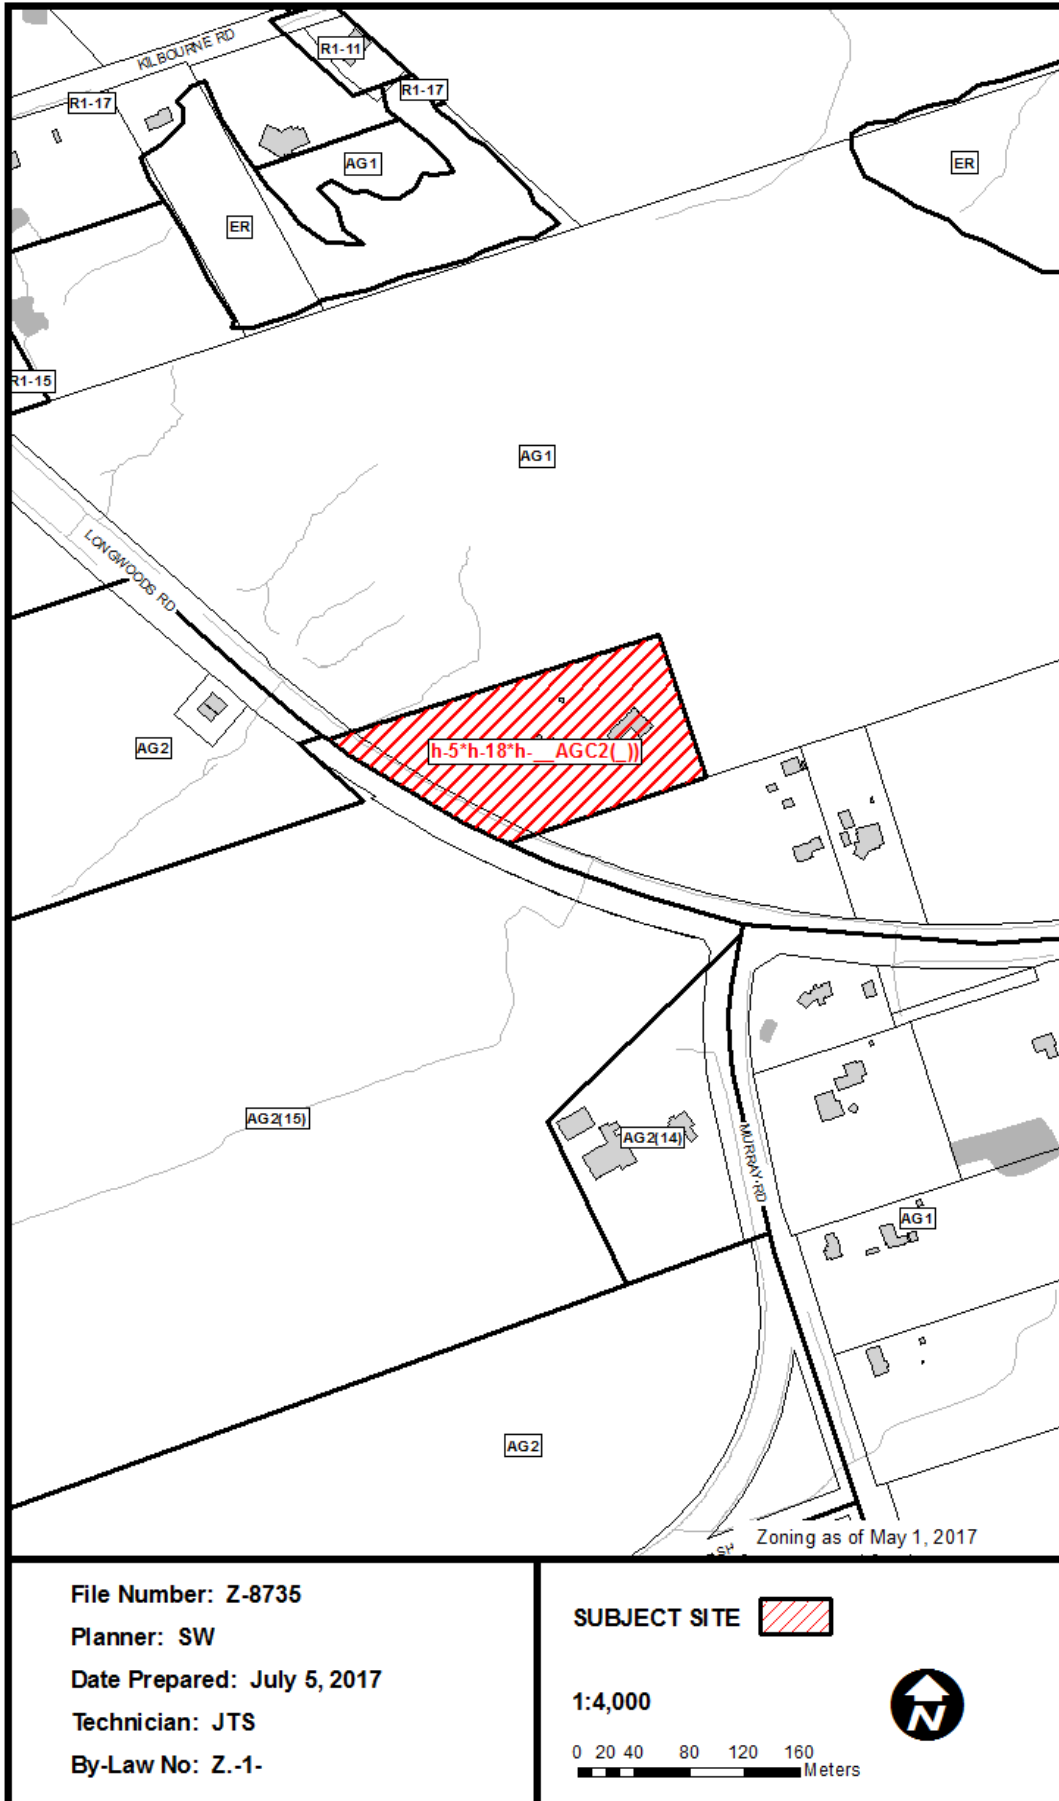 KILBOURNE RD
R1-11
R1-17
R1-17
AG1
ER
ER
R1-15
AG1
LONGWOODS RD
h-5*h-18*h-__AGC2(_))
AG2
AG2(15)
AG2(14)
MURRAY RD
AG1
AG2
SH
Zoning as of May 1, 2017
File Number: Z-8735
Planner: SW
Date Prepared: July 5, 2017
Technician: JTS
By-Law No: Z.-1-
SUBJECT SITE
1:4,000
N
0 20 40 80 120 160
Meters